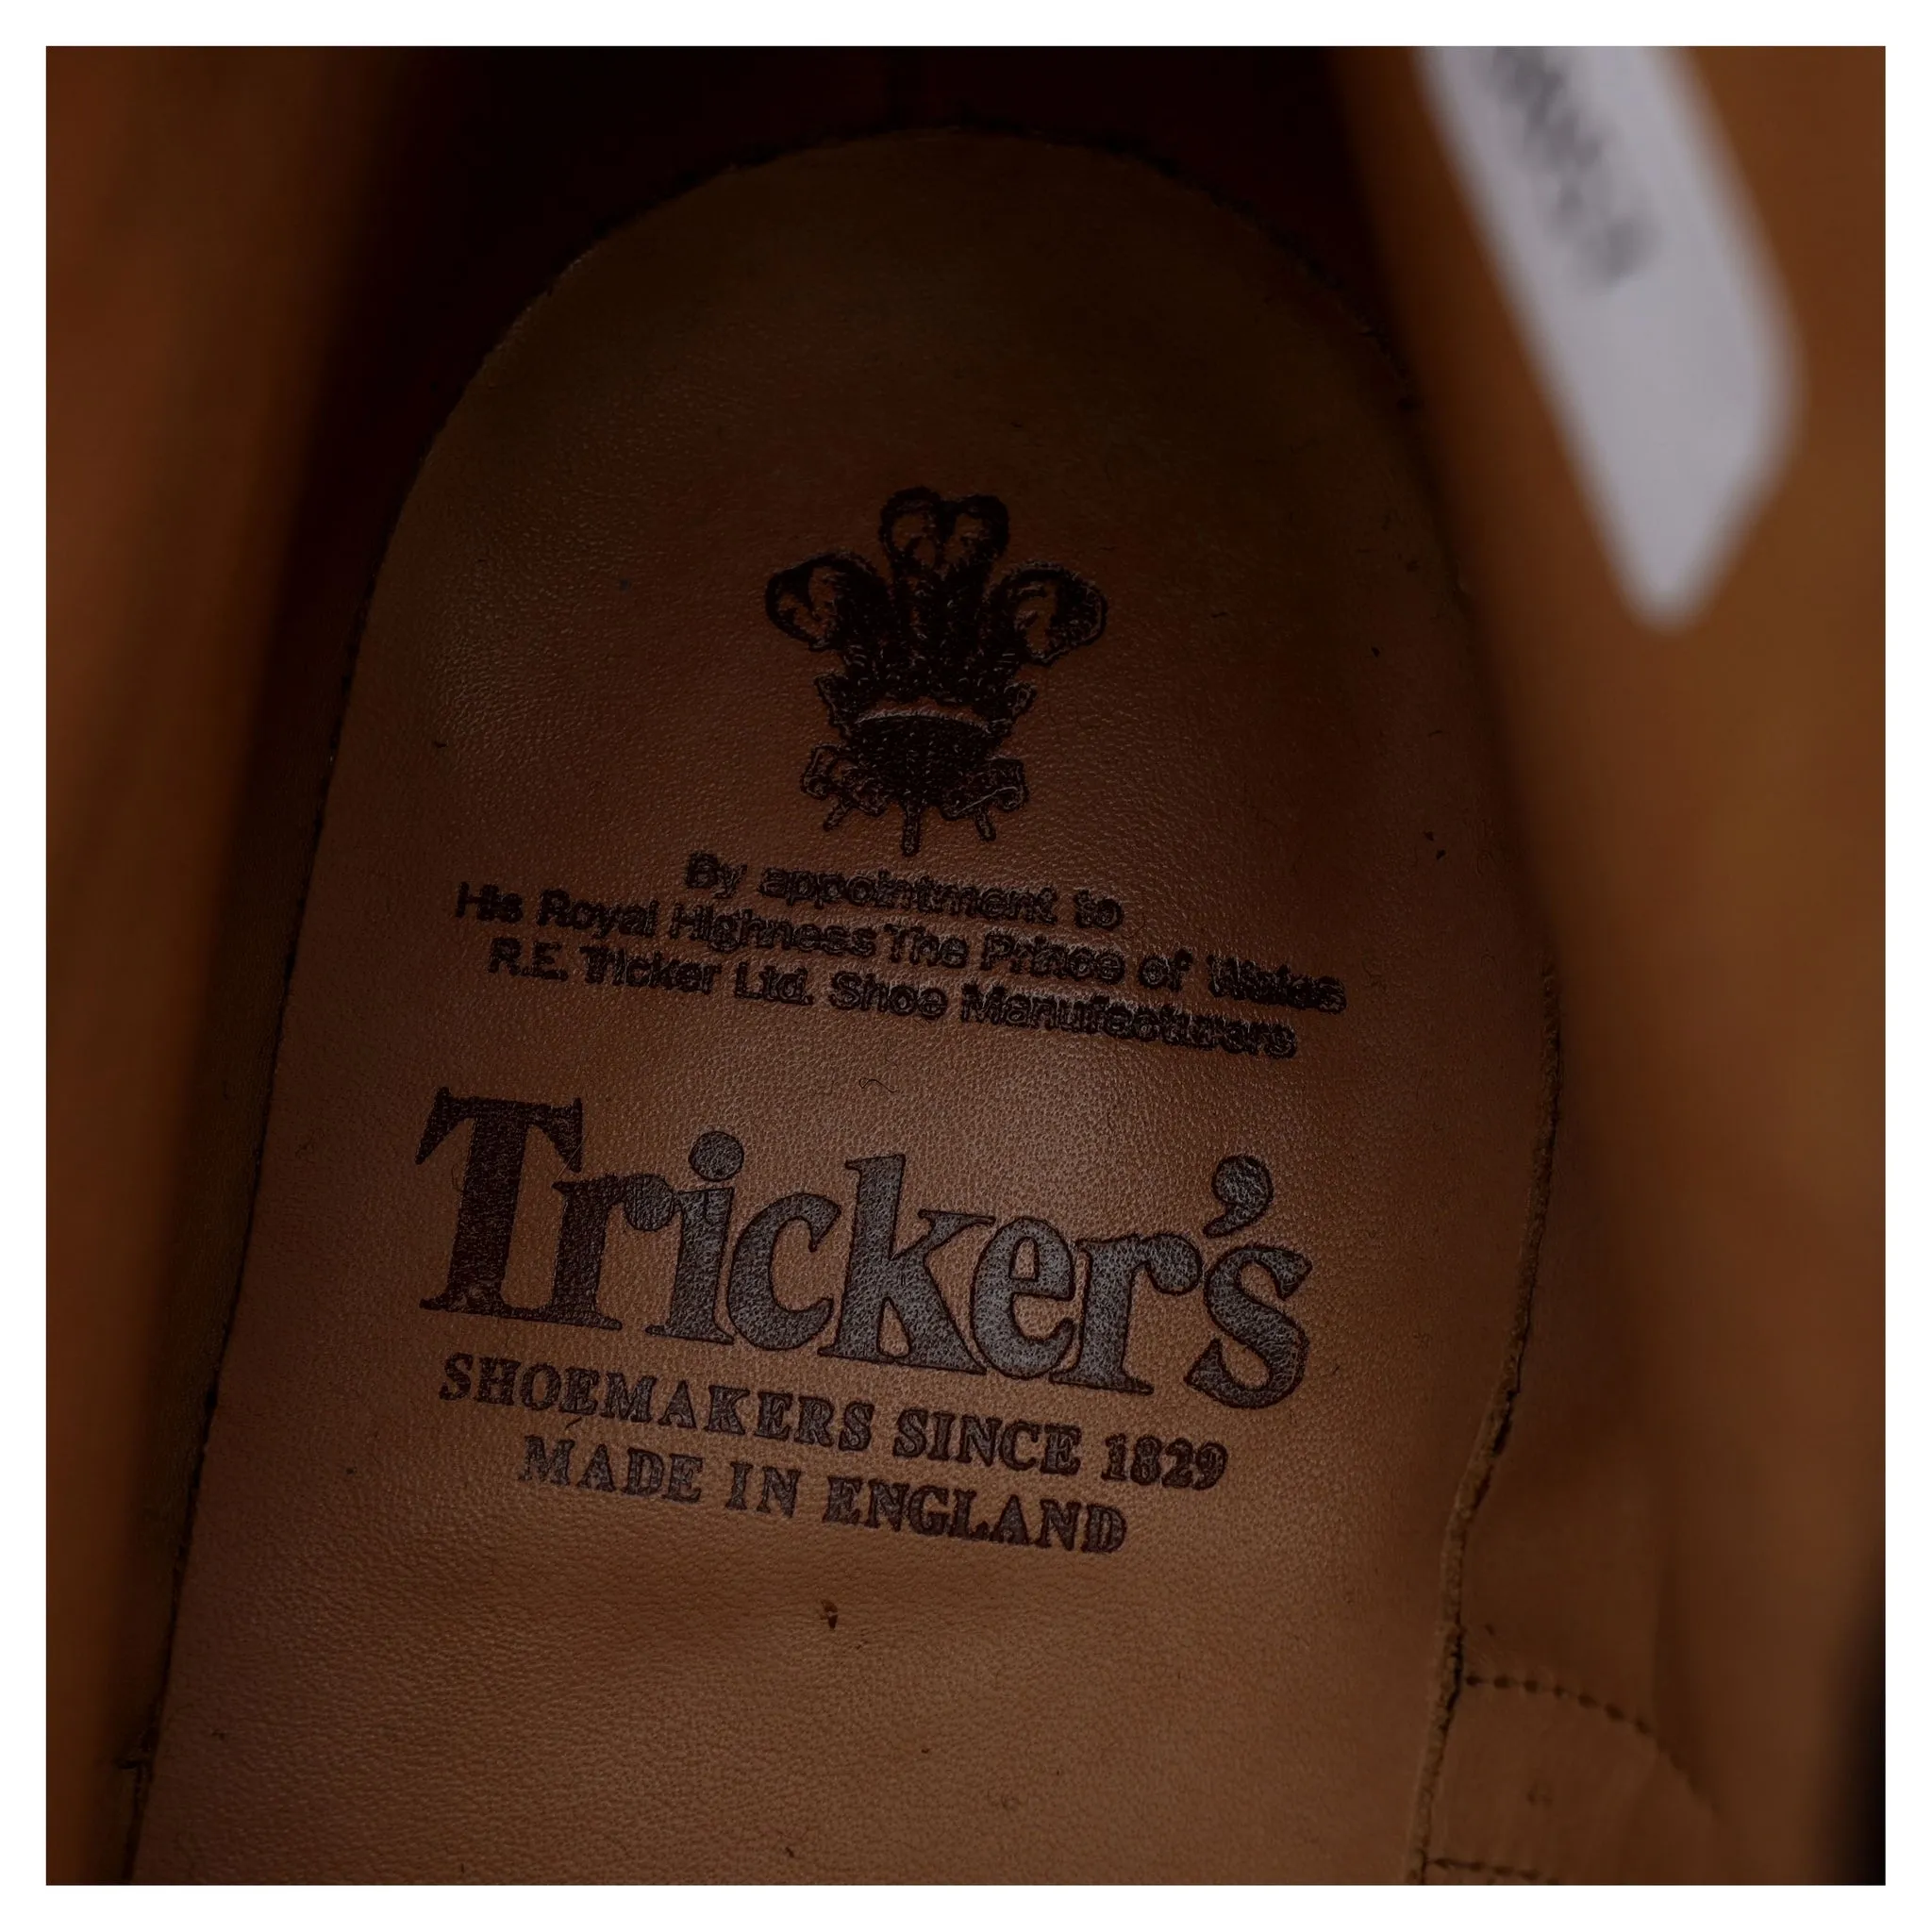 By appointment to
His Royal Highness The Prince of Wales
R.E. Tricker Ltd. Shoe Manufacturers
Tricker's
SHOEMAKERS SINCE 1829
MADE IN ENGLAND